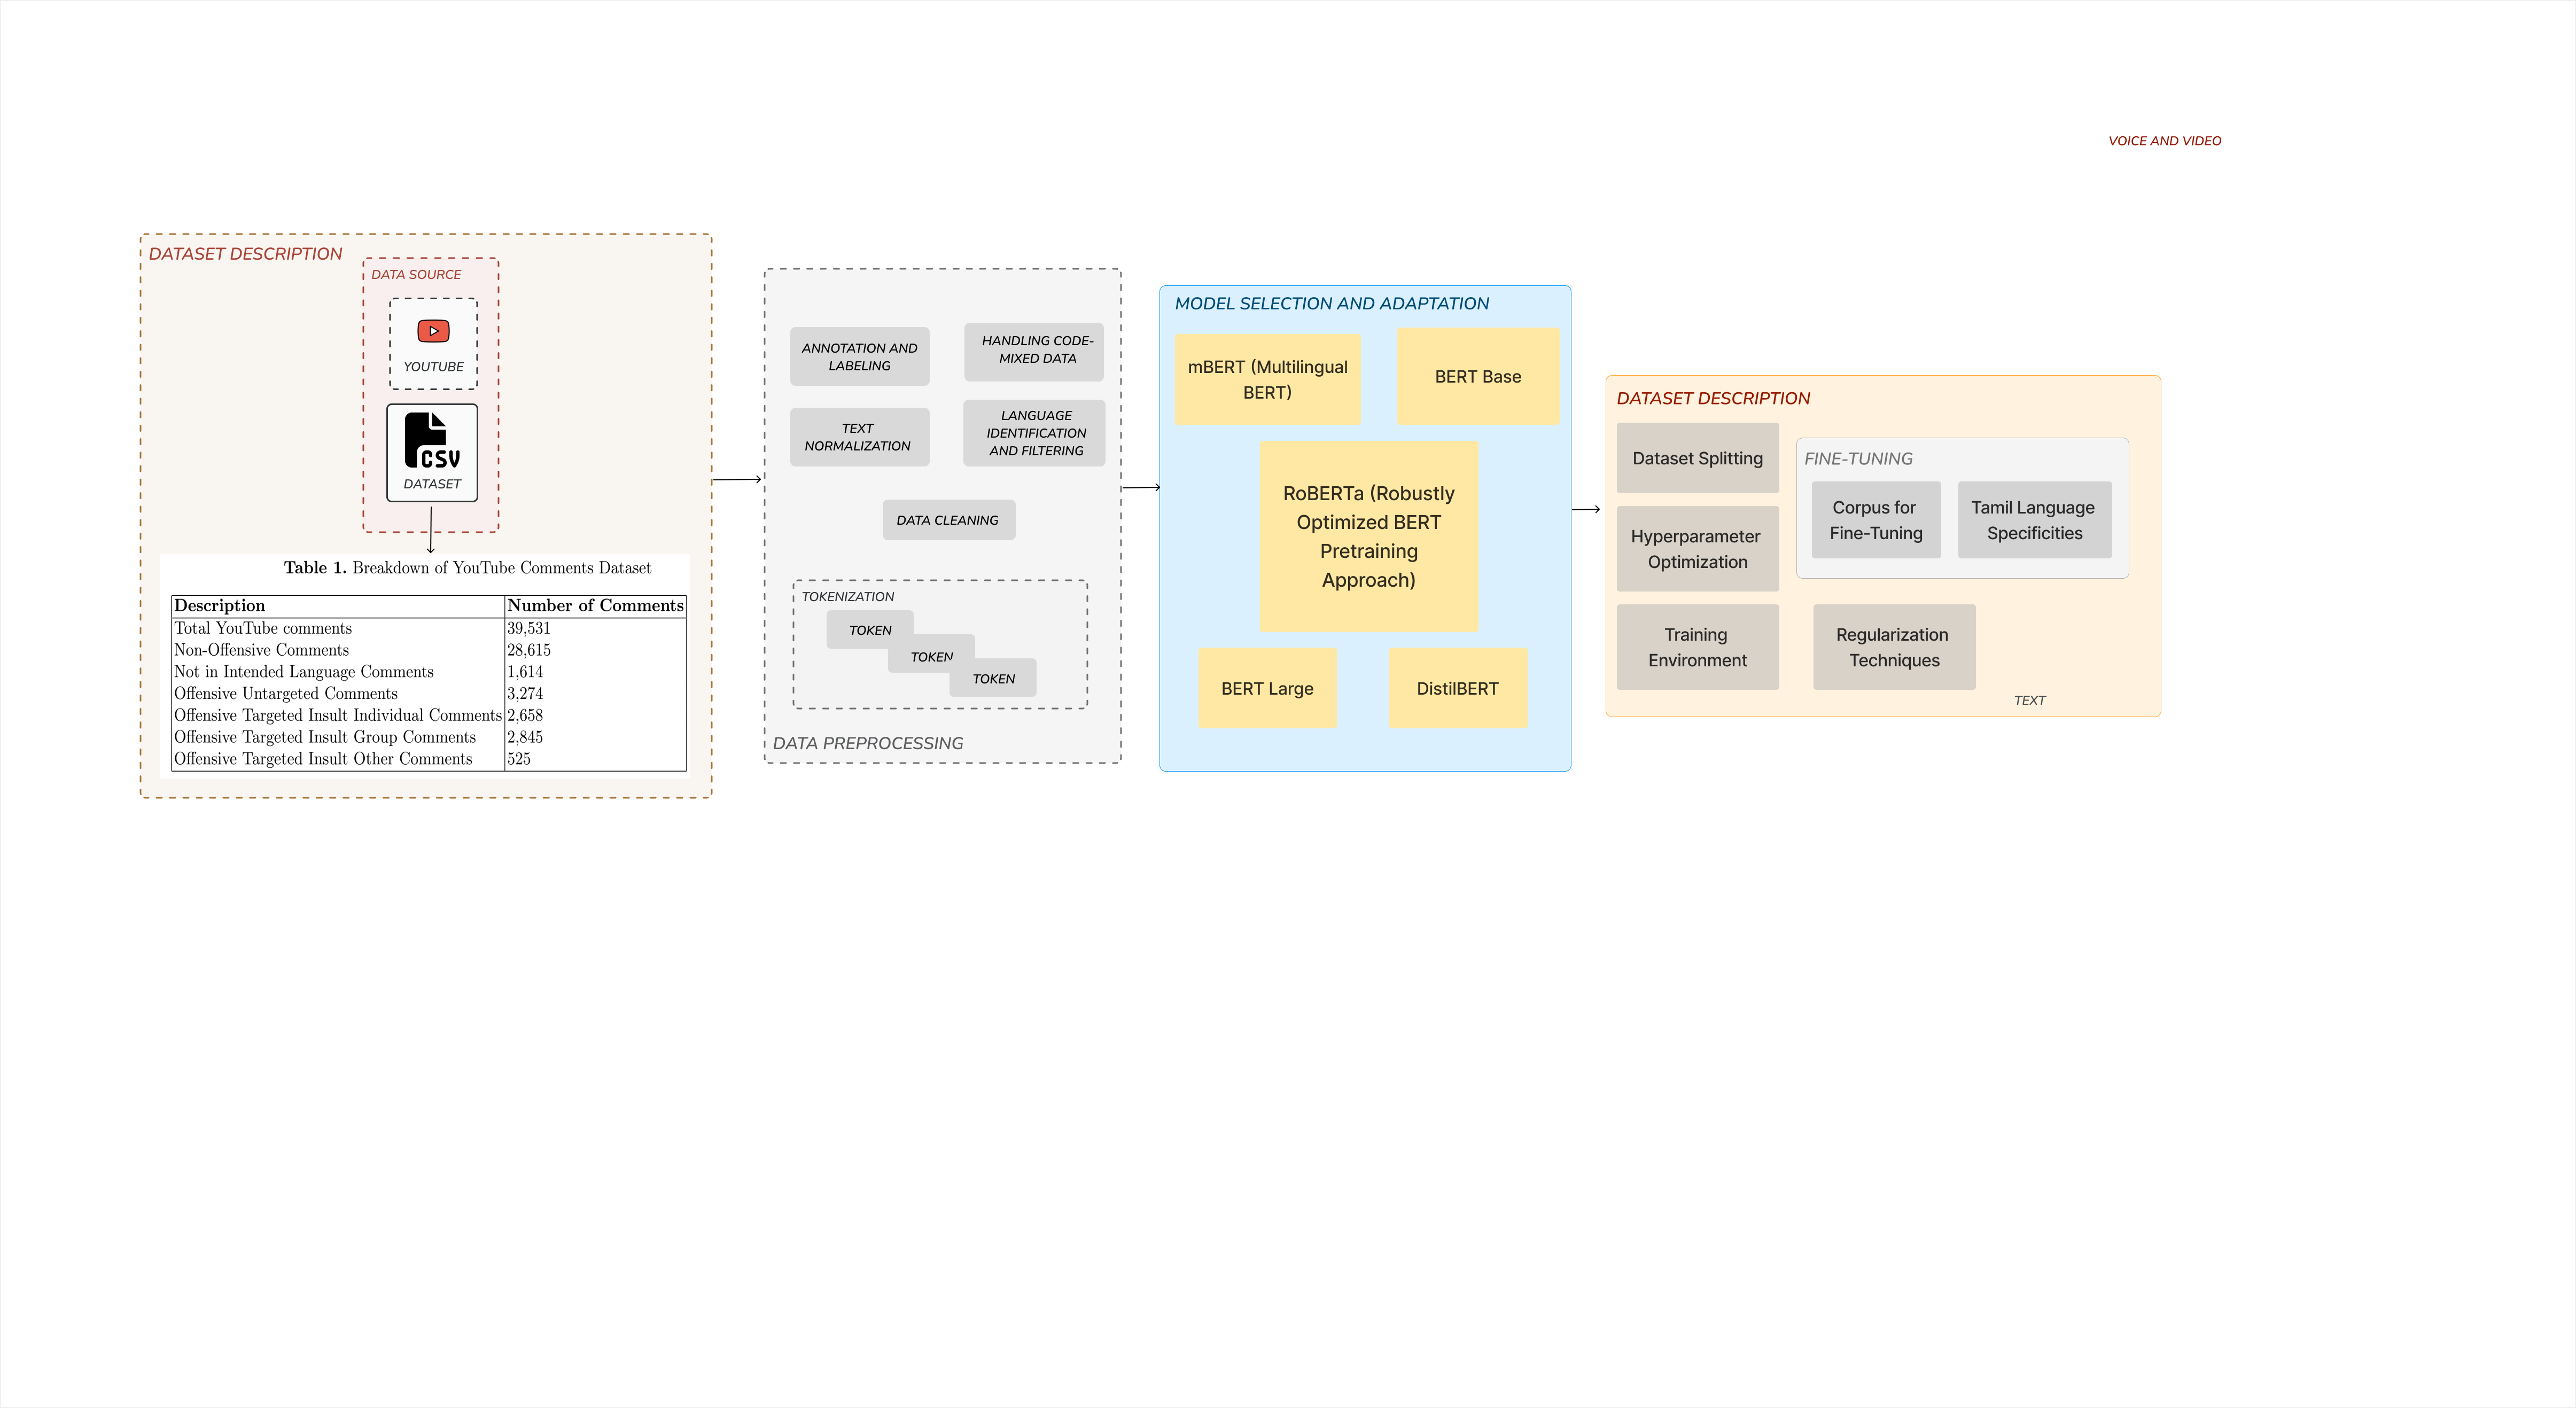 VOICE AND VIDEO
DATASET DESCRIPTION
DATA SOURCE
YOUTUBE
CSV
DATASET
Table 1. Breakdown of YouTube Comments Dataset
Description Number of Comments
Total YouTube comments 39,531
Non-Offensive Comments 28,615
Not in Intended Language Comments 1,614
Offensive Untargeted Comments 3,274
Offensive Targeted Insult Individual Comments 2,658
Offensive Targeted Insult Group Comments 2,845
Offensive Targeted Insult Other Comments 525
ANNOTATION AND
LABELING
HANDLING CODE-
MIXED DATA
TEXT
NORMALIZATION
LANGUAGE
IDENTIFICATION
AND FILTERING
DATA CLEANING
TOKENIZATION
TOKEN
TOKEN
TOKEN
DATA PREPROCESSING
MODEL SELECTION AND ADAPTATION
mBERT (Multilingual
BERT)
BERT Base
RoBERTa (Robustly
Optimized BERT
Pretraining
Approach)
BERT Large
DistilBERT
DATASET DESCRIPTION
Dataset Splitting
FINE-TUNING
Corpus for
Fine-Tuning
Tamil Language
Specificities
Hyperparameter
Optimization
Training
Environment
Regularization
Techniques
TEXT